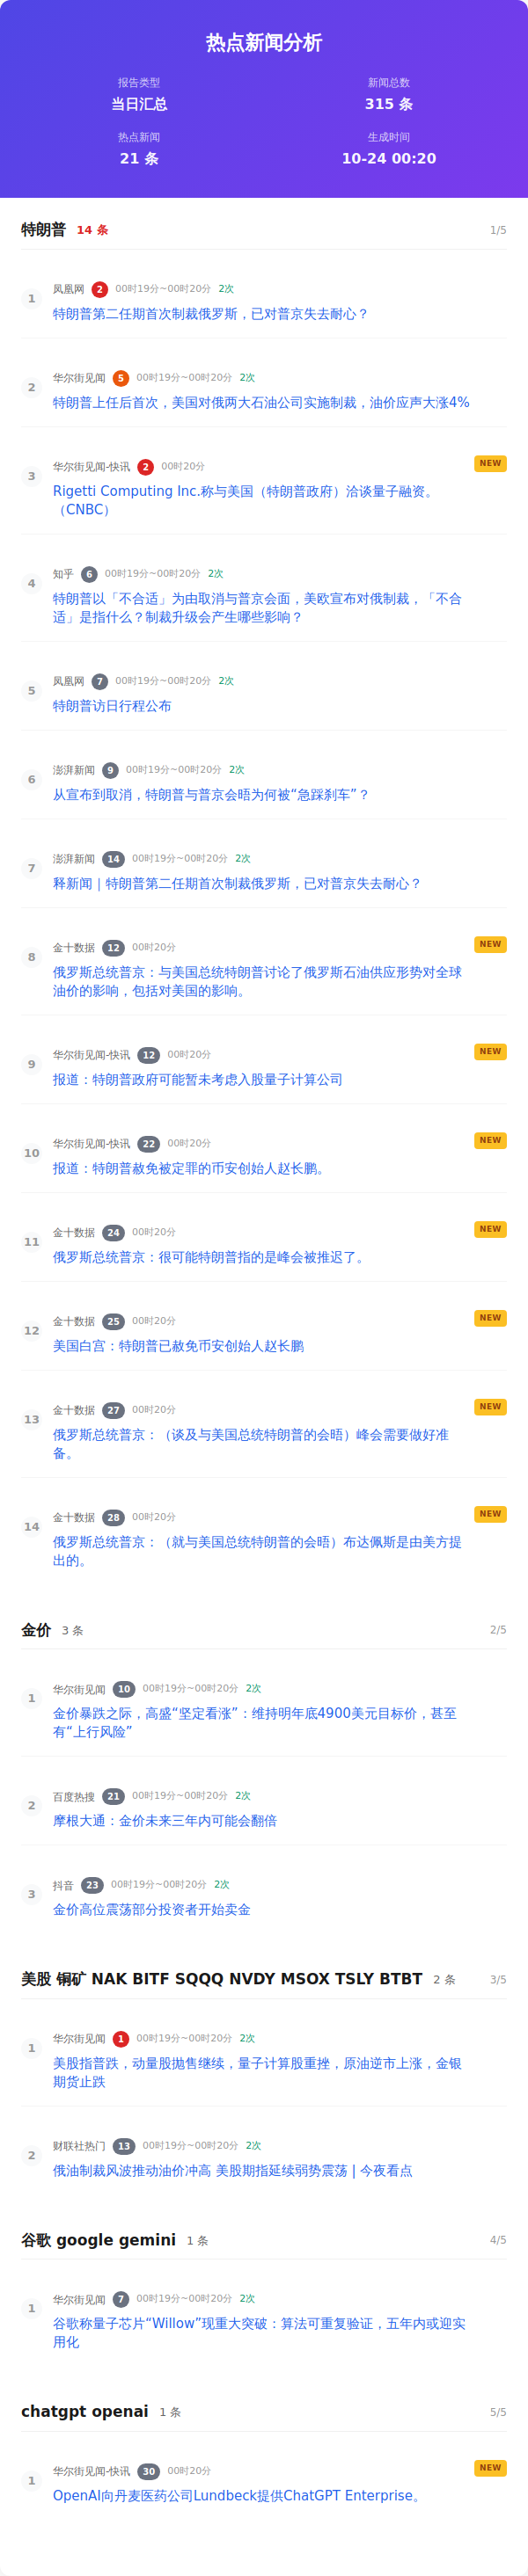 热点新闻分析
报告类型
当日汇总
新闻总数
315 条
热点新闻
21 条
生成时间
10-24 00:20
特朗普 14 条 1/5
1 凤凰网 2 00时19分~00时20分 2次
特朗普第二任期首次制裁俄罗斯，已对普京失去耐心？
2 华尔街见闻 5 00时19分~00时20分 2次
特朗普上任后首次，美国对俄两大石油公司实施制裁，油价应声大涨4%
3 华尔街见闻-快讯 2 00时20分 NEW
Rigetti Computing Inc.称与美国（特朗普政府）洽谈量子融资。
（CNBC）
4 知乎 6 00时19分~00时20分 2次
特朗普以「不合适」为由取消与普京会面，美欧宣布对俄制裁，「不合
适」是指什么？制裁升级会产生哪些影响？
5 凤凰网 7 00时19分~00时20分 2次
特朗普访日行程公布
6 澎湃新闻 9 00时19分~00时20分 2次
从宣布到取消，特朗普与普京会晤为何被“急踩刹车”？
7 澎湃新闻 14 00时19分~00时20分 2次
释新闻｜特朗普第二任期首次制裁俄罗斯，已对普京失去耐心？
8 金十数据 12 00时20分 NEW
俄罗斯总统普京：与美国总统特朗普讨论了俄罗斯石油供应形势对全球
油价的影响，包括对美国的影响。
9 华尔街见闻-快讯 12 00时20分 NEW
报道：特朗普政府可能暂未考虑入股量子计算公司
10 华尔街见闻-快讯 22 00时20分 NEW
报道：特朗普赦免被定罪的币安创始人赵长鹏。
11 金十数据 24 00时20分 NEW
俄罗斯总统普京：很可能特朗普指的是峰会被推迟了。
12 金十数据 25 00时20分 NEW
美国白宫：特朗普已赦免币安创始人赵长鹏
13 金十数据 27 00时20分 NEW
俄罗斯总统普京：（谈及与美国总统特朗普的会晤）峰会需要做好准
备。
14 金十数据 28 00时20分 NEW
俄罗斯总统普京：（就与美国总统特朗普的会晤）布达佩斯是由美方提
出的。
金价 3 条 2/5
1 华尔街见闻 10 00时19分~00时20分 2次
金价暴跌之际，高盛“坚定看涨”：维持明年底4900美元目标价，甚至
有“上行风险”
2 百度热搜 21 00时19分~00时20分 2次
摩根大通：金价未来三年内可能会翻倍
3 抖音 23 00时19分~00时20分 2次
金价高位震荡部分投资者开始卖金
美股 铜矿 NAK BITF SQQQ NVDY MSOX TSLY BTBT 2 条 3/5
1 华尔街见闻 1 00时19分~00时20分 2次
美股指普跌，动量股抛售继续，量子计算股重挫，原油逆市上涨，金银
期货止跌
2 财联社热门 13 00时19分~00时20分 2次
俄油制裁风波推动油价冲高 美股期指延续弱势震荡 | 今夜看点
谷歌 google gemini 1 条 4/5
1 华尔街见闻 7 00时19分~00时20分 2次
谷歌称量子芯片“Willow”现重大突破：算法可重复验证，五年内或迎实
用化
chatgpt openai 1 条 5/5
1 华尔街见闻-快讯 30 00时20分 NEW
OpenAI向丹麦医药公司Lundbeck提供ChatGPT Enterprise。